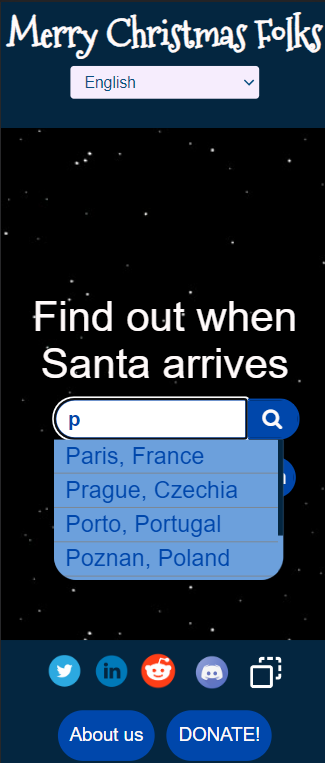 Merry Christmas Folks
English
Find out when
Santa arrives
p
Paris, France
Prague, Czechia
Porto, Portugal
Poznan, Poland
in
About us
DONATE!